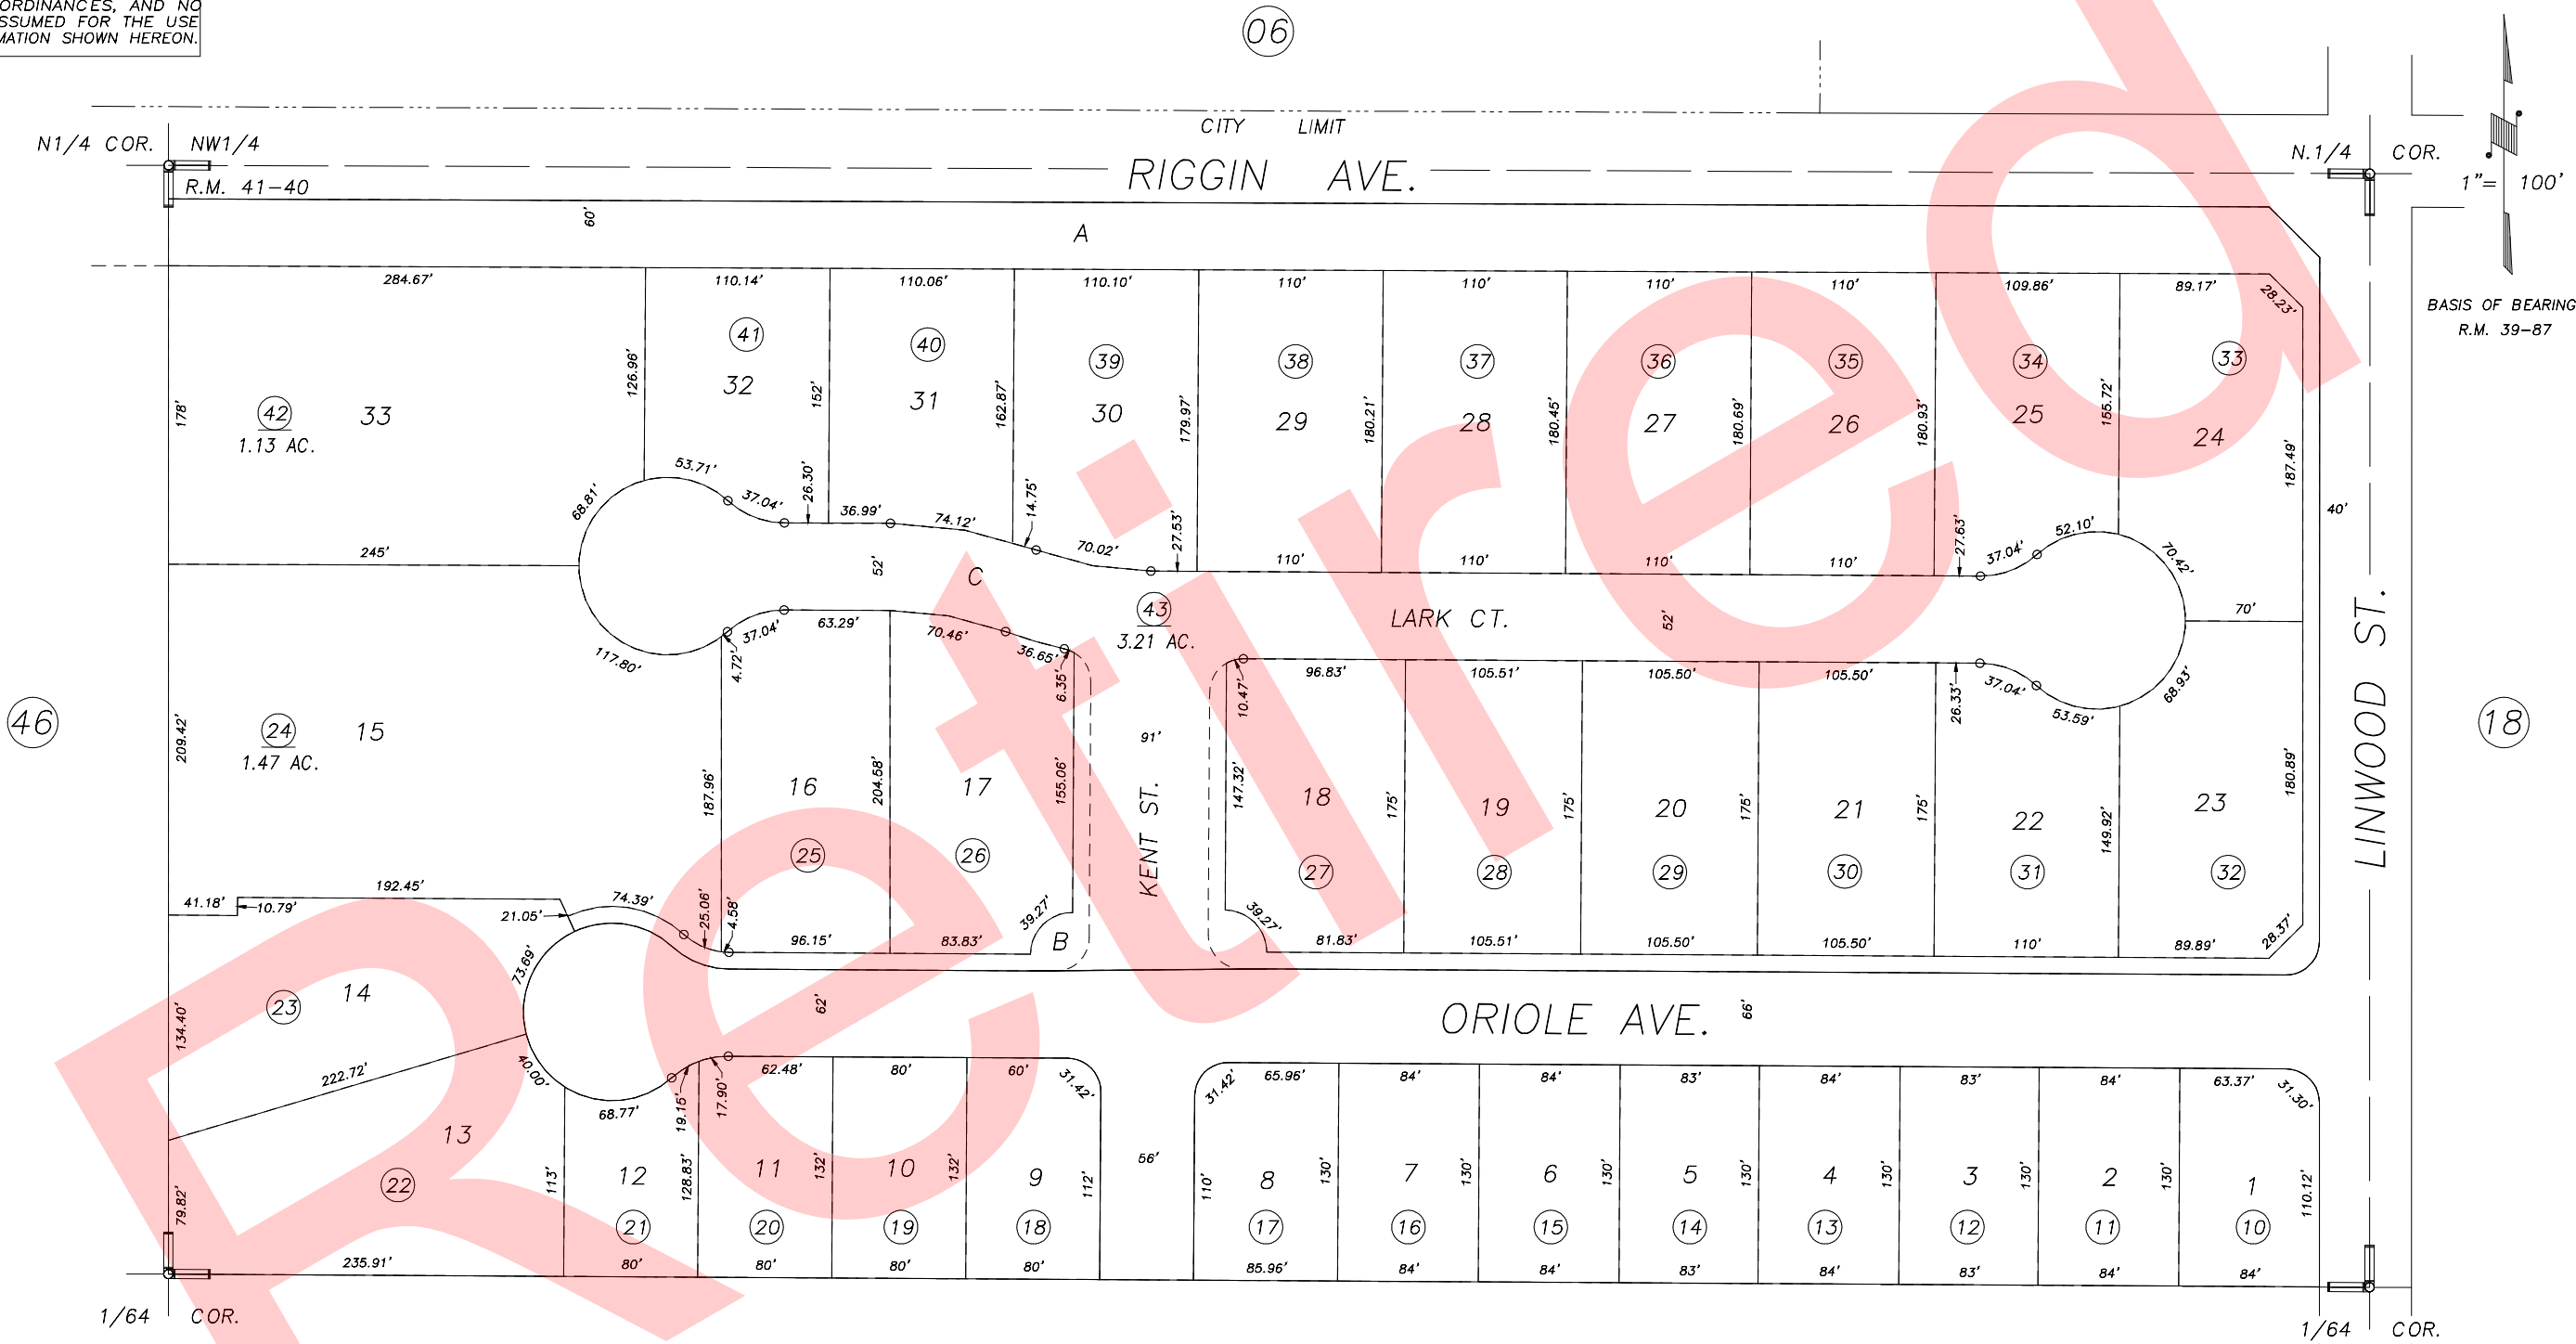 ORDINANCES, AND NO
ASSUMED FOR THE USE
MATION SHOWN HEREON.
06
CITY LIMIT
N1/4 COR. NW1/4
RIGGIN AVE.
N.1/4 COR.
R.M. 41-40
1"= 100'
60'
A
BASIS OF BEARING
R.M. 39-87
284.67' 110.14' 110.06' 110.10' 110' 110' 110' 110' 109.86' 89.17' 28.23'
41 40 39 38 37 36 35 34 33
32 31 30 29 28 27 26 25 24
126.96' 152' 162.87' 179.97' 180.21' 180.45' 180.69' 180.93' 155.72' 187.49'
178'
42 33
1.13 AC.
40'
53.71' 37.04' 26.30' 36.99' 74.12' 14.75' 70.02' 27.53' 110' 110' 110' 110' 27.63' 37.04' 52.10' 70.42'
68.81'
245'
52'
C
43
3.21 AC.
LARK CT.
52'
70'
117.80' 4.72' 37.04' 63.29' 70.46' 36.65' 6.35' 10.47' 96.83' 105.51' 105.50' 105.50' 26.33' 37.04' 53.59' 68.93'
LINWOOD ST.
46
18
24 15
1.47 AC.
209.42'
91'
KENT ST.
187.96' 204.58' 155.06' 147.32' 175' 175' 175' 175' 149.92' 180.89'
16 17 18 19 20 21 22 23
25 26 27 28 29 30 31 32
41.18' 10.79' 192.45' 21.05' 74.39' 25.06' 4.58' 96.15' 83.83' 39.27' B 39.27' 81.83' 105.51' 105.50' 105.50' 110' 89.89' 28.37'
73.69'
23 14
134.40'
62'
ORIOLE AVE.
66'
222.72'
40.00'
68.77' 19.15' 17.90' 62.48' 80' 60' 31.42' 31.42' 65.96' 84' 84' 83' 84' 83' 84' 63.37' 31.30'
13
22
79.82'
113' 128.83' 132' 132' 112' 56' 110' 130' 130' 130' 130' 130' 130' 130' 110.12'
12 11 10 9 8 7 6 5 4 3 2 1
21 20 19 18 17 16 15 14 13 12 11 10
235.91' 80' 80' 80' 80' 85.96' 84' 84' 83' 84' 83' 84' 84'
1/64 COR.
1/64 COR.
Retired